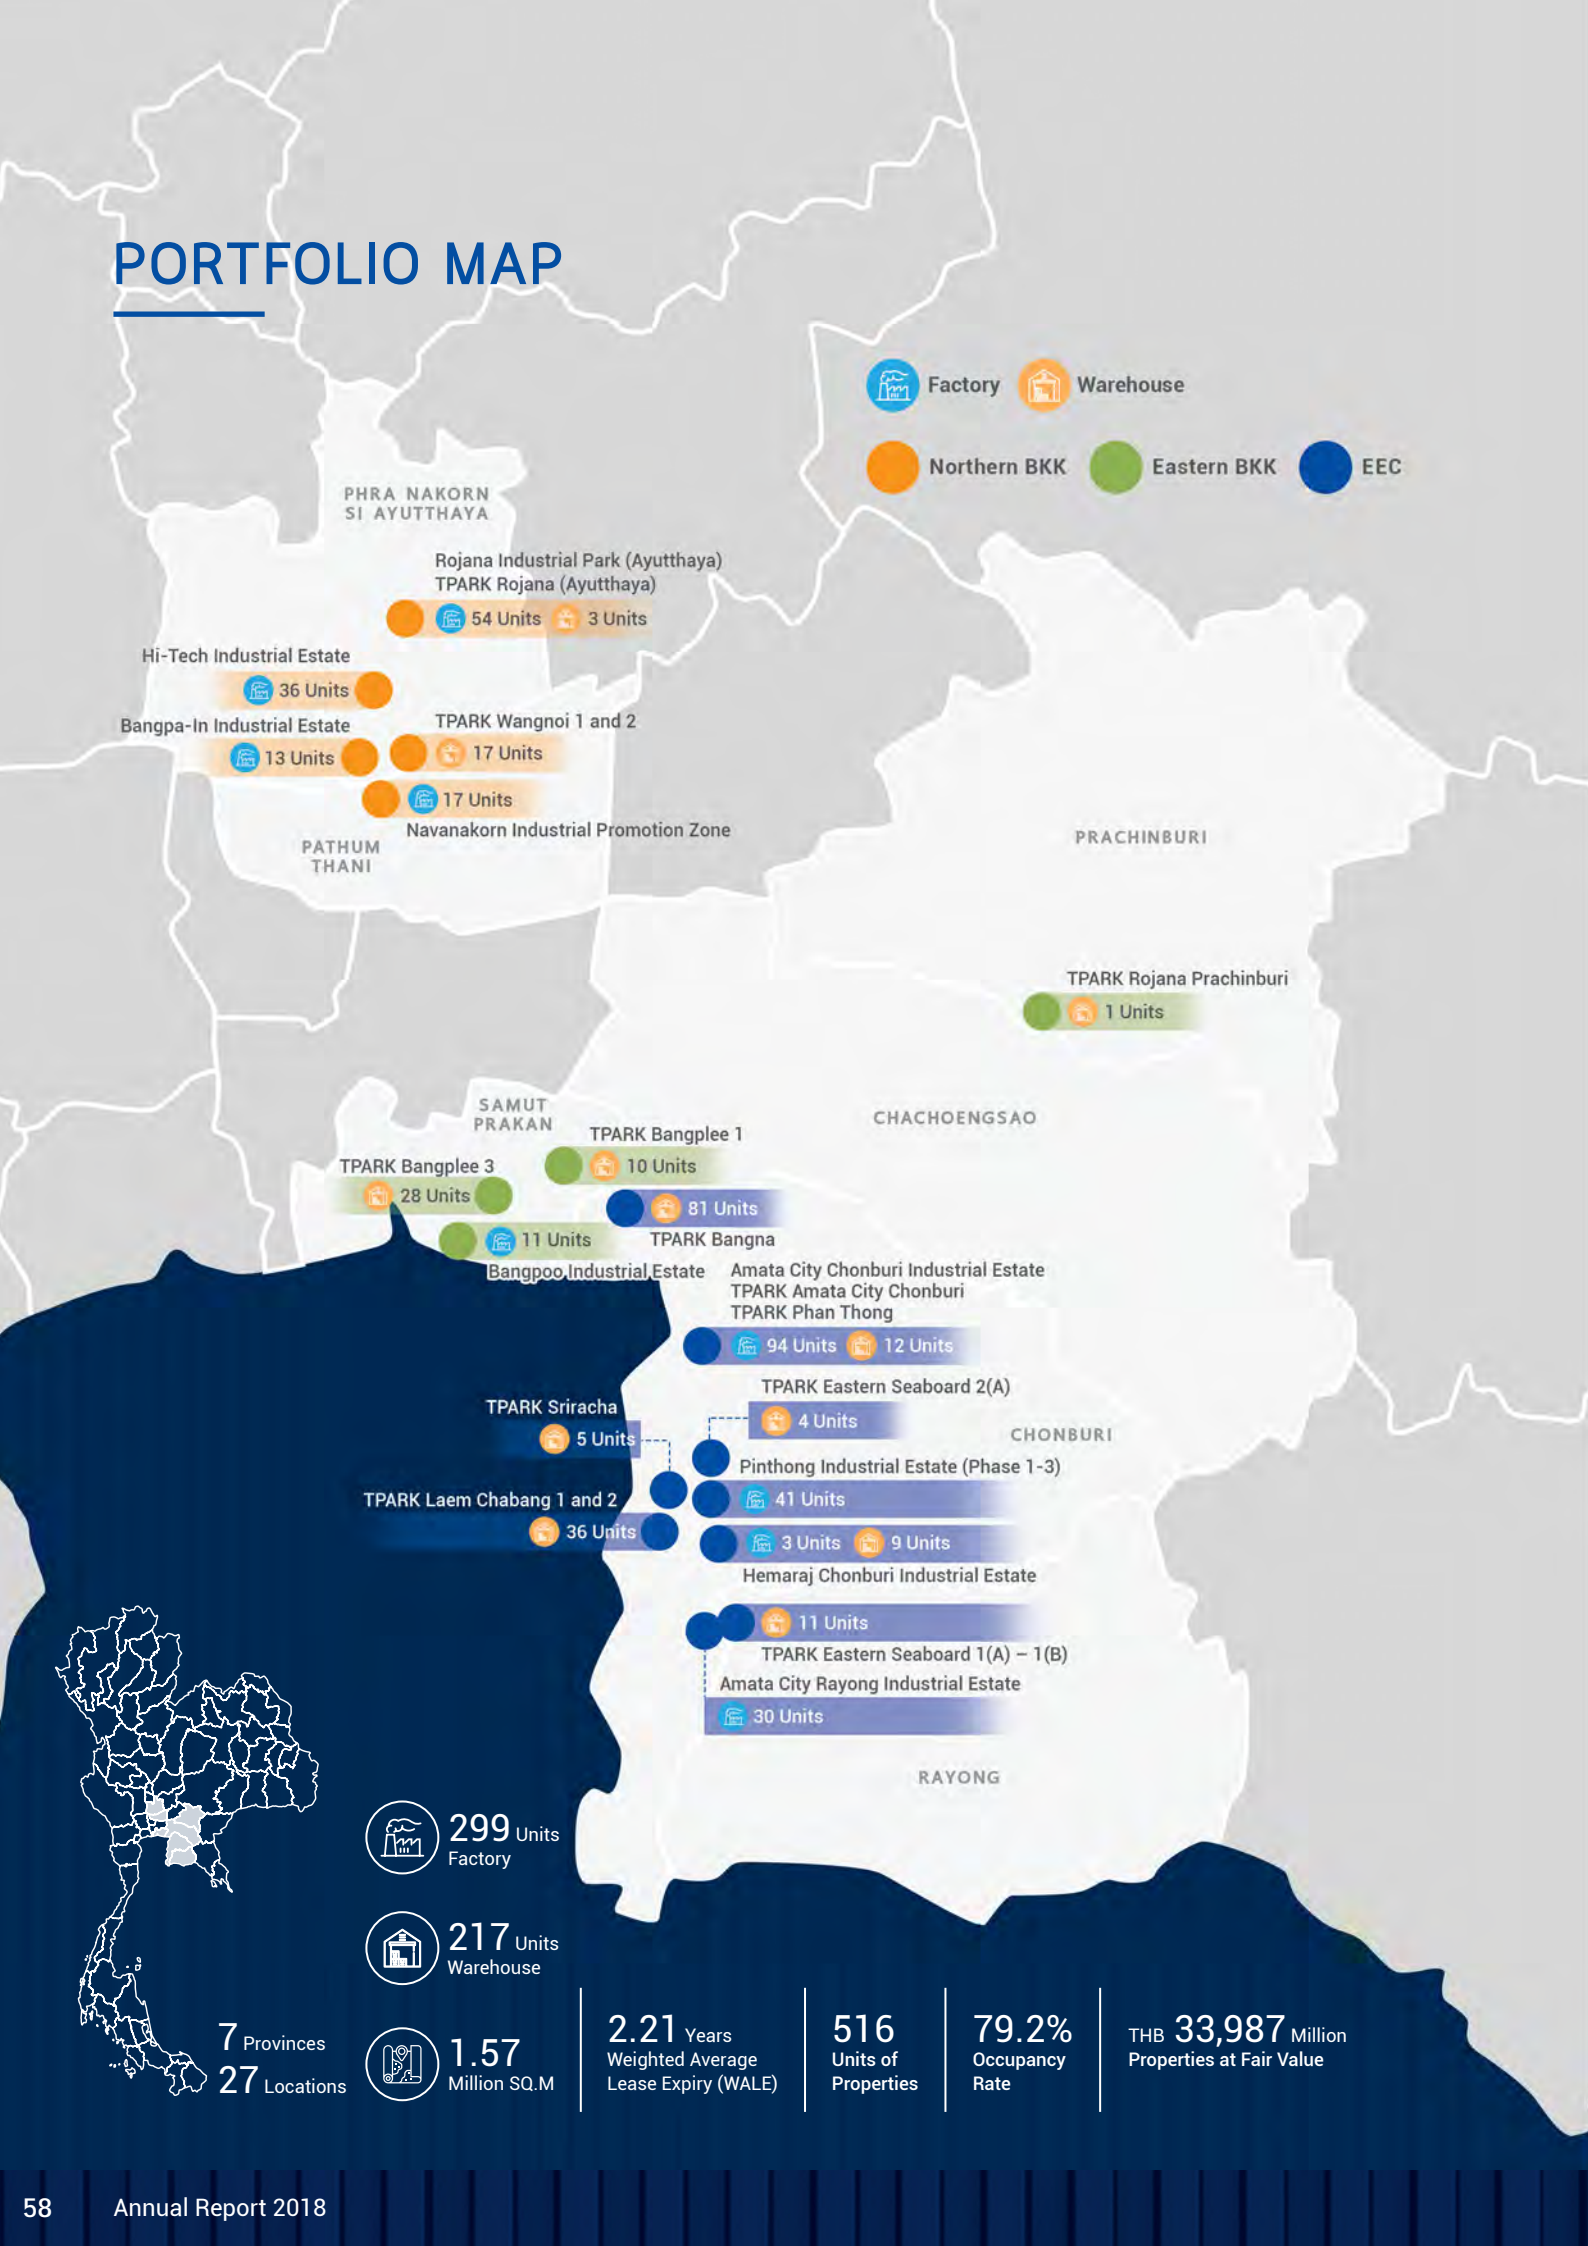 PORTFOLIO MAP
Factory
Warehouse
Northern BKK
Eastern BKK
EEC
PHRA NAKORN
SI AYUTTHAYA
Rojana Industrial Park (Ayutthaya)
TPARK Rojana (Ayutthaya)
54 Units
3 Units
Hi-Tech Industrial Estate
36 Units
Bangpa-In Industrial Estate
13 Units
TPARK Wangnoi 1 and 2
17 Units
17 Units
Navanakorn Industrial Promotion Zone
PATHUM
THANI
PRACHINBURI
TPARK Rojana Prachinburi
1 Units
SAMUT
PRAKAN
CHACHOENGSAO
TPARK Bangplee 1
10 Units
TPARK Bangplee 3
28 Units
81 Units
TPARK Bangna
11 Units
Bangpoo Industrial Estate
Amata City Chonburi Industrial Estate
TPARK Amata City Chonburi
TPARK Phan Thong
94 Units
12 Units
TPARK Eastern Seaboard 2(A)
4 Units
TPARK Sriracha
5 Units
CHONBURI
Pinthong Industrial Estate (Phase 1-3)
41 Units
TPARK Laem Chabang 1 and 2
36 Units
3 Units
9 Units
Hemaraj Chonburi Industrial Estate
11 Units
TPARK Eastern Seaboard 1(A) – 1(B)
Amata City Rayong Industrial Estate
30 Units
RAYONG
299 Units
Factory
217 Units
Warehouse
7 Provinces
27 Locations
1.57
Million SQ.M
2.21 Years
Weighted Average
Lease Expiry (WALE)
516
Units of
Properties
79.2%
Occupancy
Rate
THB 33,987 Million
Properties at Fair Value
58
Annual Report 2018